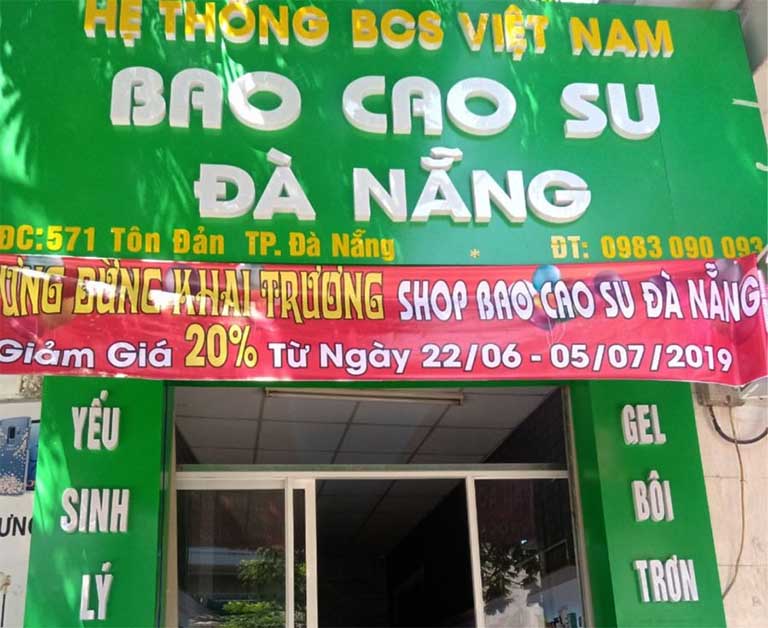 HỆ THỐNG BCS VIỆT NAM
BAO CAO SU
ĐÀ NẴNG
ĐC:571 Tôn Đản TP. Đà Nẵng * ĐT: 0983 090 093
ƯNG BỪNG KHAI TRƯƠNG SHOP BAO CAO SU ĐÀ NẴNG
Giảm Giá 20% Từ Ngày 22/06 - 05/07/2019
YẾU
SINH
LÝ
GEL
BÔI
TRƠN